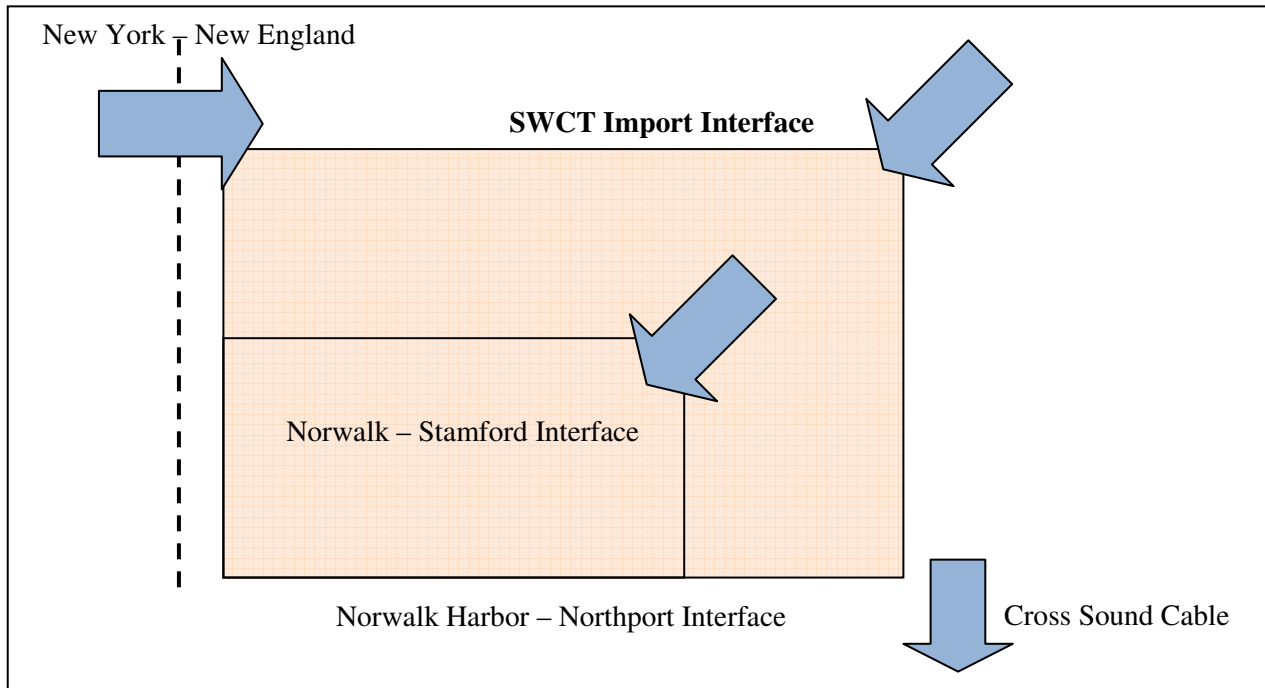 New York – New England
SWCT Import Interface
Norwalk – Stamford Interface
Norwalk Harbor – Northport Interface
Cross Sound Cable